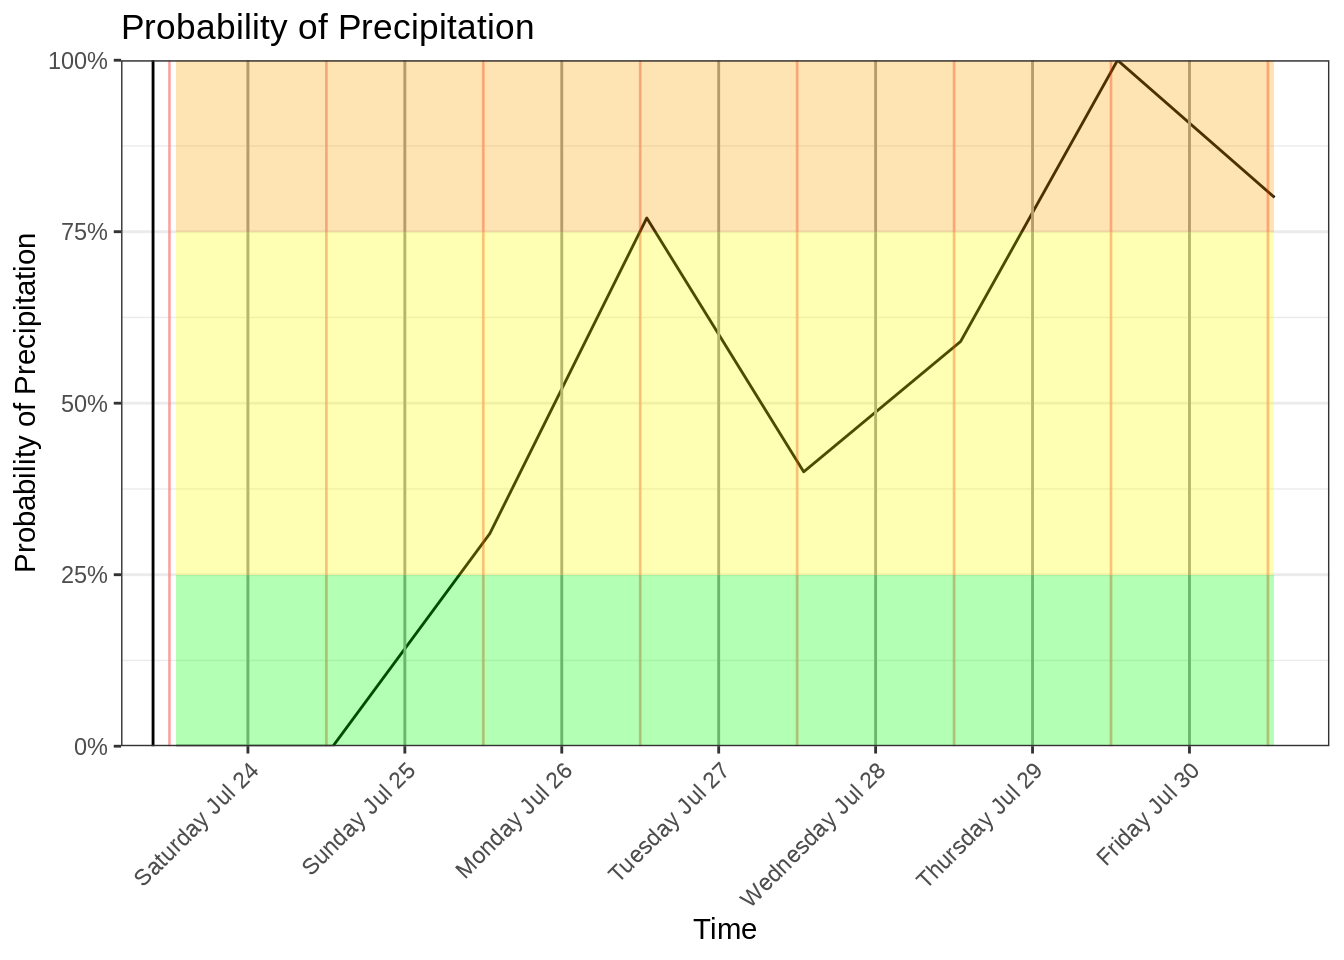 Probability of Precipitation
Probability of Precipitation
100%
75%
50%
25%
0%
Saturday Jul 24
Sunday Jul 25
Monday Jul 26
Tuesday Jul 27
Wednesday Jul 28
Thursday Jul 29
Friday Jul 30
Time